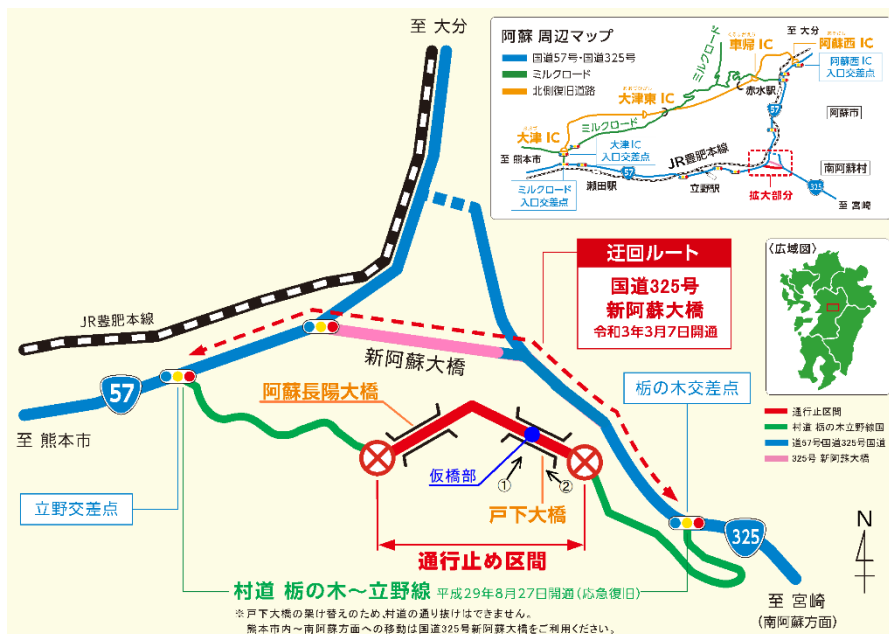 至 大分
阿蘇 周辺マップ
国道57号・国道325号
ミルクロード
北側復旧道路
ミルクロード
車帰 IC
至 大分
阿蘇西 IC
阿蘇西 IC
入口交差点
赤水駅
大津東 IC
57
阿蘇市
大津 IC
ミルクロード
大津IC
入口交差点
JR豊肥本線
至 熊本市
57
南阿蘇村
瀬田駅
立野駅
拡大部分
325
至 宮崎
ミルクロード
入口交差点
迂回ルート
国道325号
新阿蘇大橋
令和3年3月7日開通
〈広域図〉
JR豊肥本線
新阿蘇大橋
57
至 熊本市
阿蘇長陽大橋
栃の木交差点
通行止区間
村道 栃の木立野線国
道57号国道325号国道
325号 新阿蘇大橋
仮橋部
①
②
戸下大橋
立野交差点
通行止め区間
325
N
村道 栃の木～立野線 平成29年8月27日開通(応急復旧)
至 宮崎
(南阿蘇方面)
※戸下大橋の架け替えのため、村道の通り抜けはできません。
熊本市内～南阿蘇方面への移動は国道325号新阿蘇大橋をご利用ください。